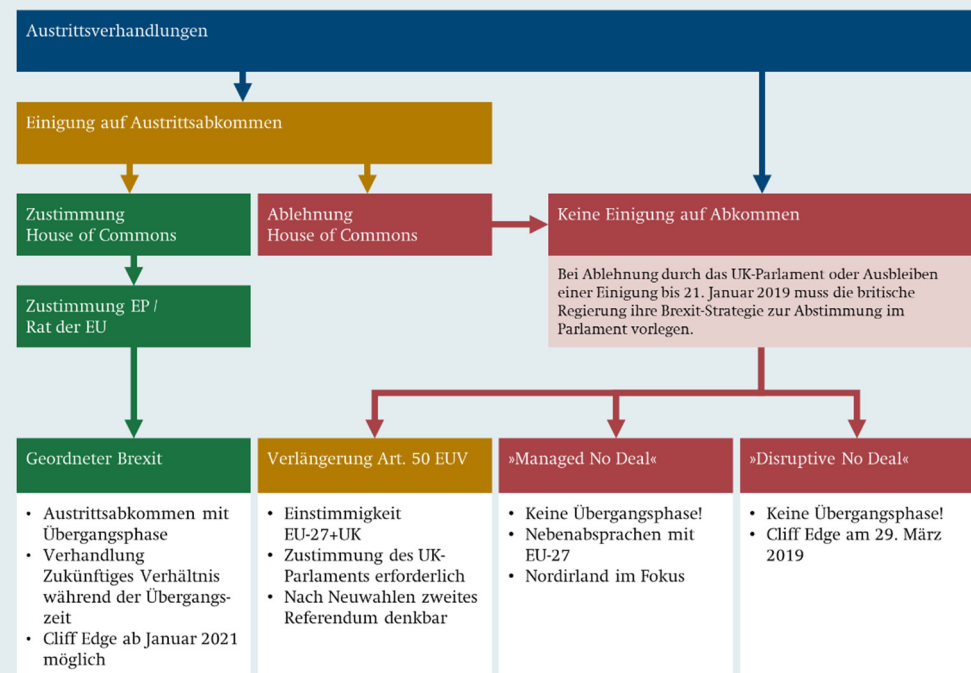 Austrittsverhandlungen
Einigung auf Austrittsabkommen
Zustimmung
House of Commons
Ablehnung
House of Commons
Keine Einigung auf Abkommen
Bei Ablehnung durch das UK-Parlament oder Ausbleiben
einer Einigung bis 21. Januar 2019 muss die britische
Regierung ihre Brexit-Strategie zur Abstimmung im
Parlament vorlegen.
Zustimmung EP /
Rat der EU
Geordneter Brexit
• Austrittsabkommen mit
Übergangsphase
• Verhandlung
Zukünftiges Verhältnis
während der Übergangs-
zeit
• Cliff Edge ab Januar 2021
möglich
Verlängerung Art. 50 EUV
• Einstimmigkeit
EU-27+UK
• Zustimmung des UK-
Parlaments erforderlich
• Nach Neuwahlen zweites
Referendum denkbar
»Managed No Deal«
• Keine Übergangsphase!
• Nebenabsprachen mit
EU-27
• Nordirland im Fokus
»Disruptive No Deal«
• Keine Übergangsphase!
• Cliff Edge am 29. März
2019